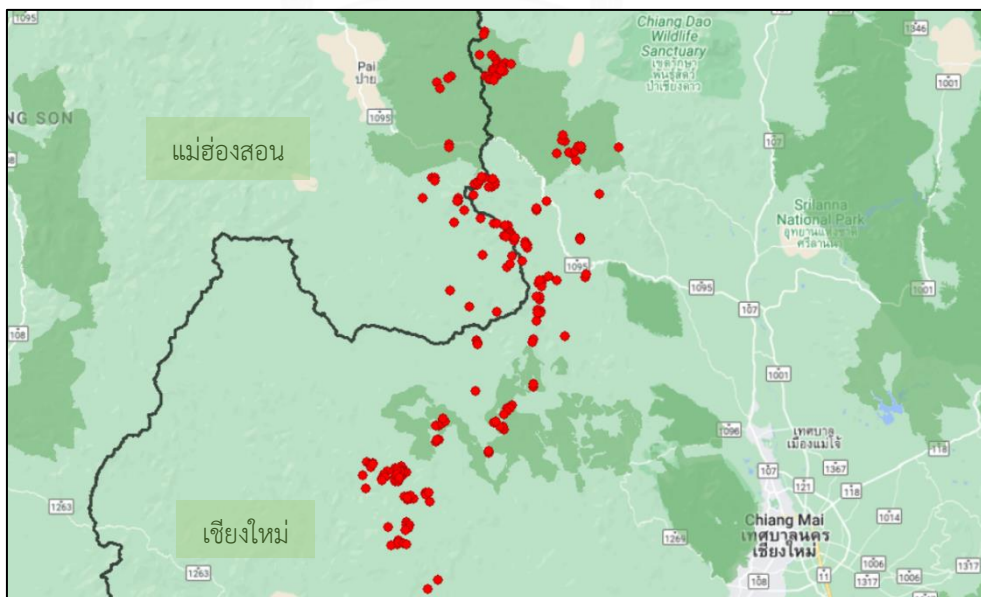 1095
1095
Chiang Dao
Wildlife
Sanctuary
เขตรักษา
พันธุ์สัตว์
ป่าเชียงดาว
1346
Pai
ปาย
1001
NG SON
1095
107
แม่ฮ่องสอน
Srilanna
National Park
อุทยานแห่งชาติ
ศรีลานนา
1095
1095
1001
107
108
1001
เทศบาล
เมืองแม่โจ้
1096
118
107
1367
121
118
1263
เชียงใหม่
Chiang Mai
เทศบาลนคร
เชียงใหม่
1014
1269
1263
108
11
1006
1317
1006
1317